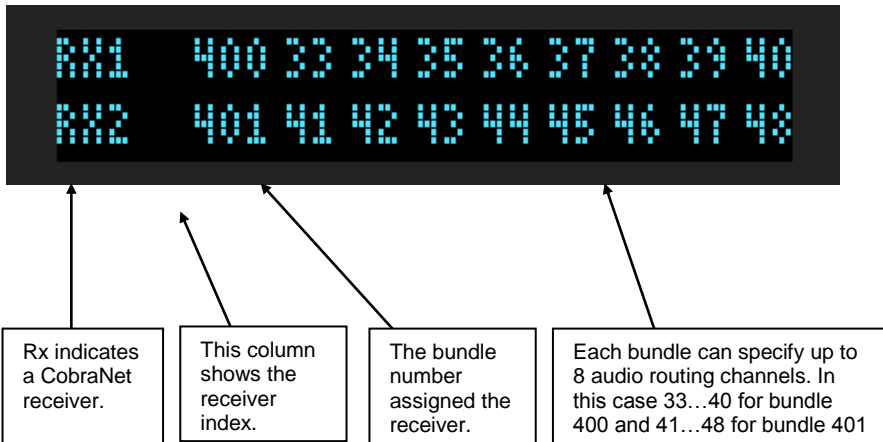 RX1 400 33 34 35 36 37 38 39 40
RX2 401 41 42 43 44 45 46 47 48
Rx indicates
a CobraNet
receiver.
This column
shows the
receiver
index.
The bundle
number
assigned the
receiver.
Each bundle can specify up to
8 audio routing channels. In
this case 33…40 for bundle
400 and 41…48 for bundle 401